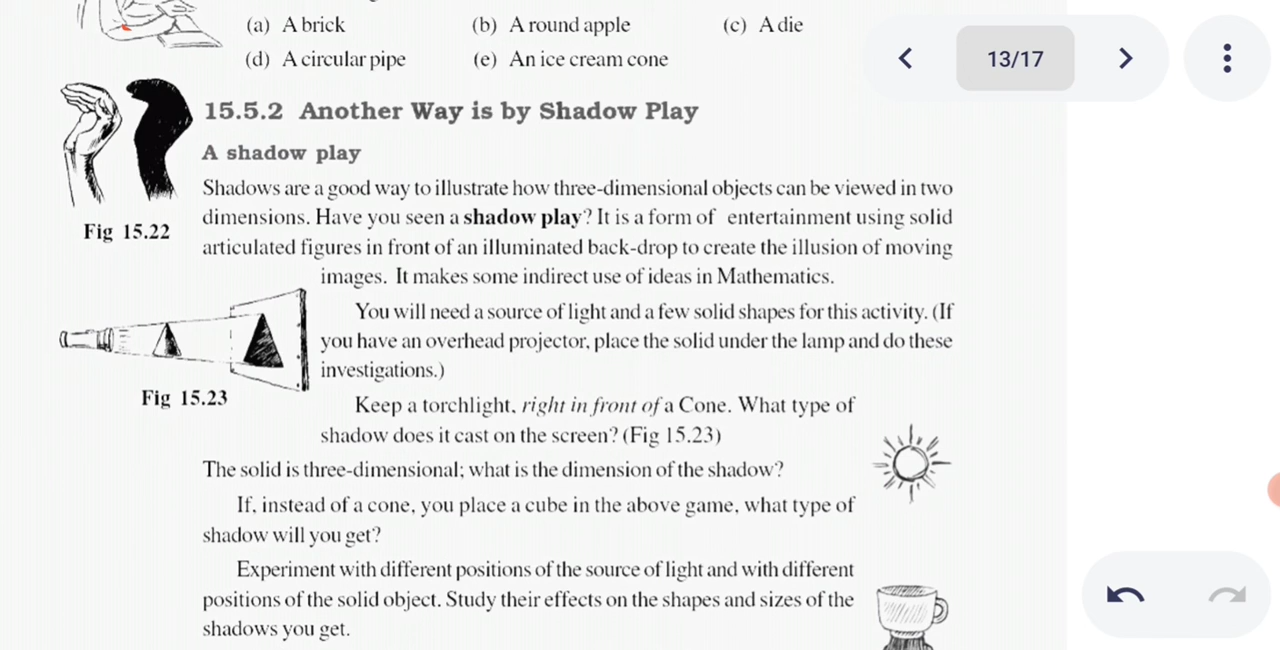 (a) A brick (b) A round apple (c) A die
(d) A circular pipe (e) An ice cream cone
13/17
15.5.2 Another Way is by Shadow Play
A shadow play
Shadows are a good way to illustrate how three-dimensional objects can be viewed in two
dimensions. Have you seen a shadow play? It is a form of entertainment using solid
articulated figures in front of an illuminated back-drop to create the illusion of moving
images. It makes some indirect use of ideas in Mathematics.
Fig 15.22
You will need a source of light and a few solid shapes for this activity. (If
you have an overhead projector, place the solid under the lamp and do these
investigations.)
Fig 15.23
Keep a torchlight, right in front of a Cone. What type of
shadow does it cast on the screen? (Fig 15.23)
The solid is three-dimensional; what is the dimension of the shadow?
If, instead of a cone, you place a cube in the above game, what type of
shadow will you get?
Experiment with different positions of the source of light and with different
positions of the solid object. Study their effects on the shapes and sizes of the
shadows you get.